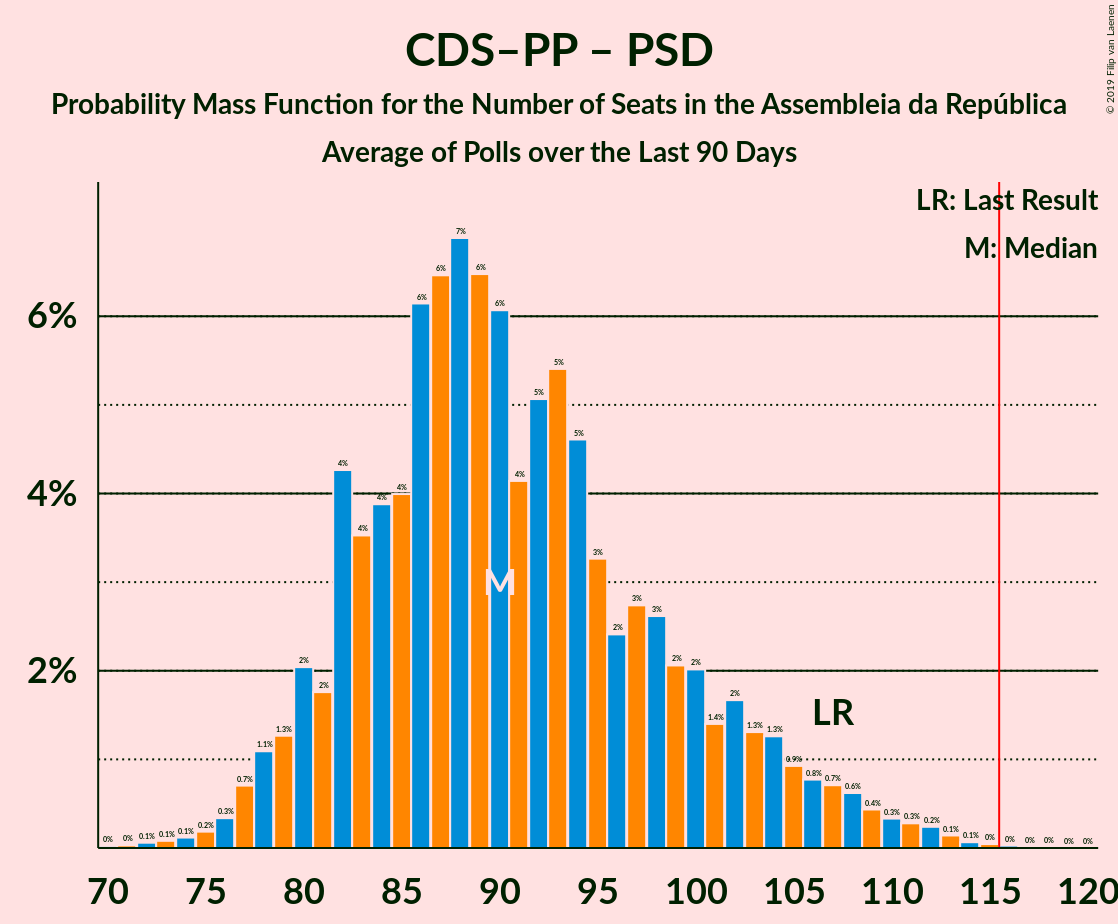 CDS–PP – PSD
Probability Mass Function for the Number of Seats in the Assembleia da República
Average of Polls over the Last 90 Days
© 2019 Filip van Laenen
LR: Last Result
M: Median
6%
4%
2%
0% 0% 0.1% 0.1% 0.1% 0.2% 0.3% 0.7% 1.1% 1.3% 2% 2% 4% 4% 4% 4% 6% 6% 7% 6% 6% 4% 5% 5% 5% 3% 2% 3% 3% 2% 2% 1.4% 2% 1.3% 1.3% 0.9% 0.8% 0.7% 0.6% 0.4% 0.3% 0.3% 0.2% 0.1% 0.1% 0% 0% 0% 0% 0% 0%
M
LR
70 75 80 85 90 95 100 105 110 115 120